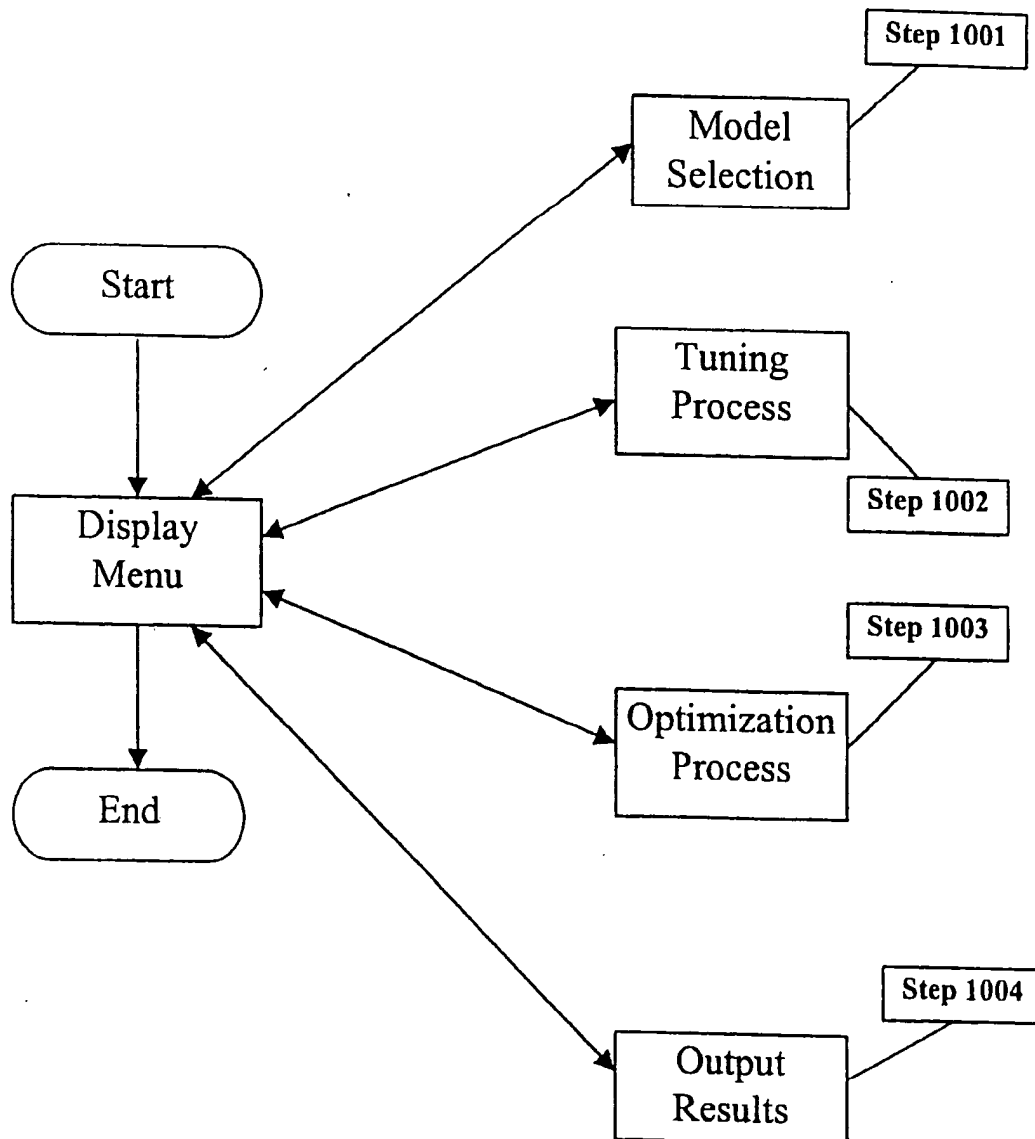 Step 1001
Model
Selection
Start
Tuning
Process
Step 1002
Display
Menu
Step 1003
Optimization
Process
End
Step 1004
Output
Results